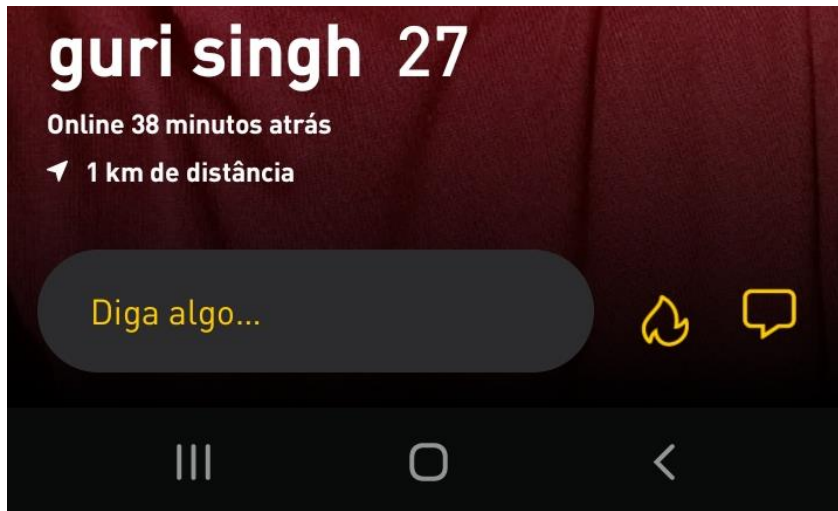 guri singh 27
Online 38 minutos atrás
1 km de distância
Diga algo...